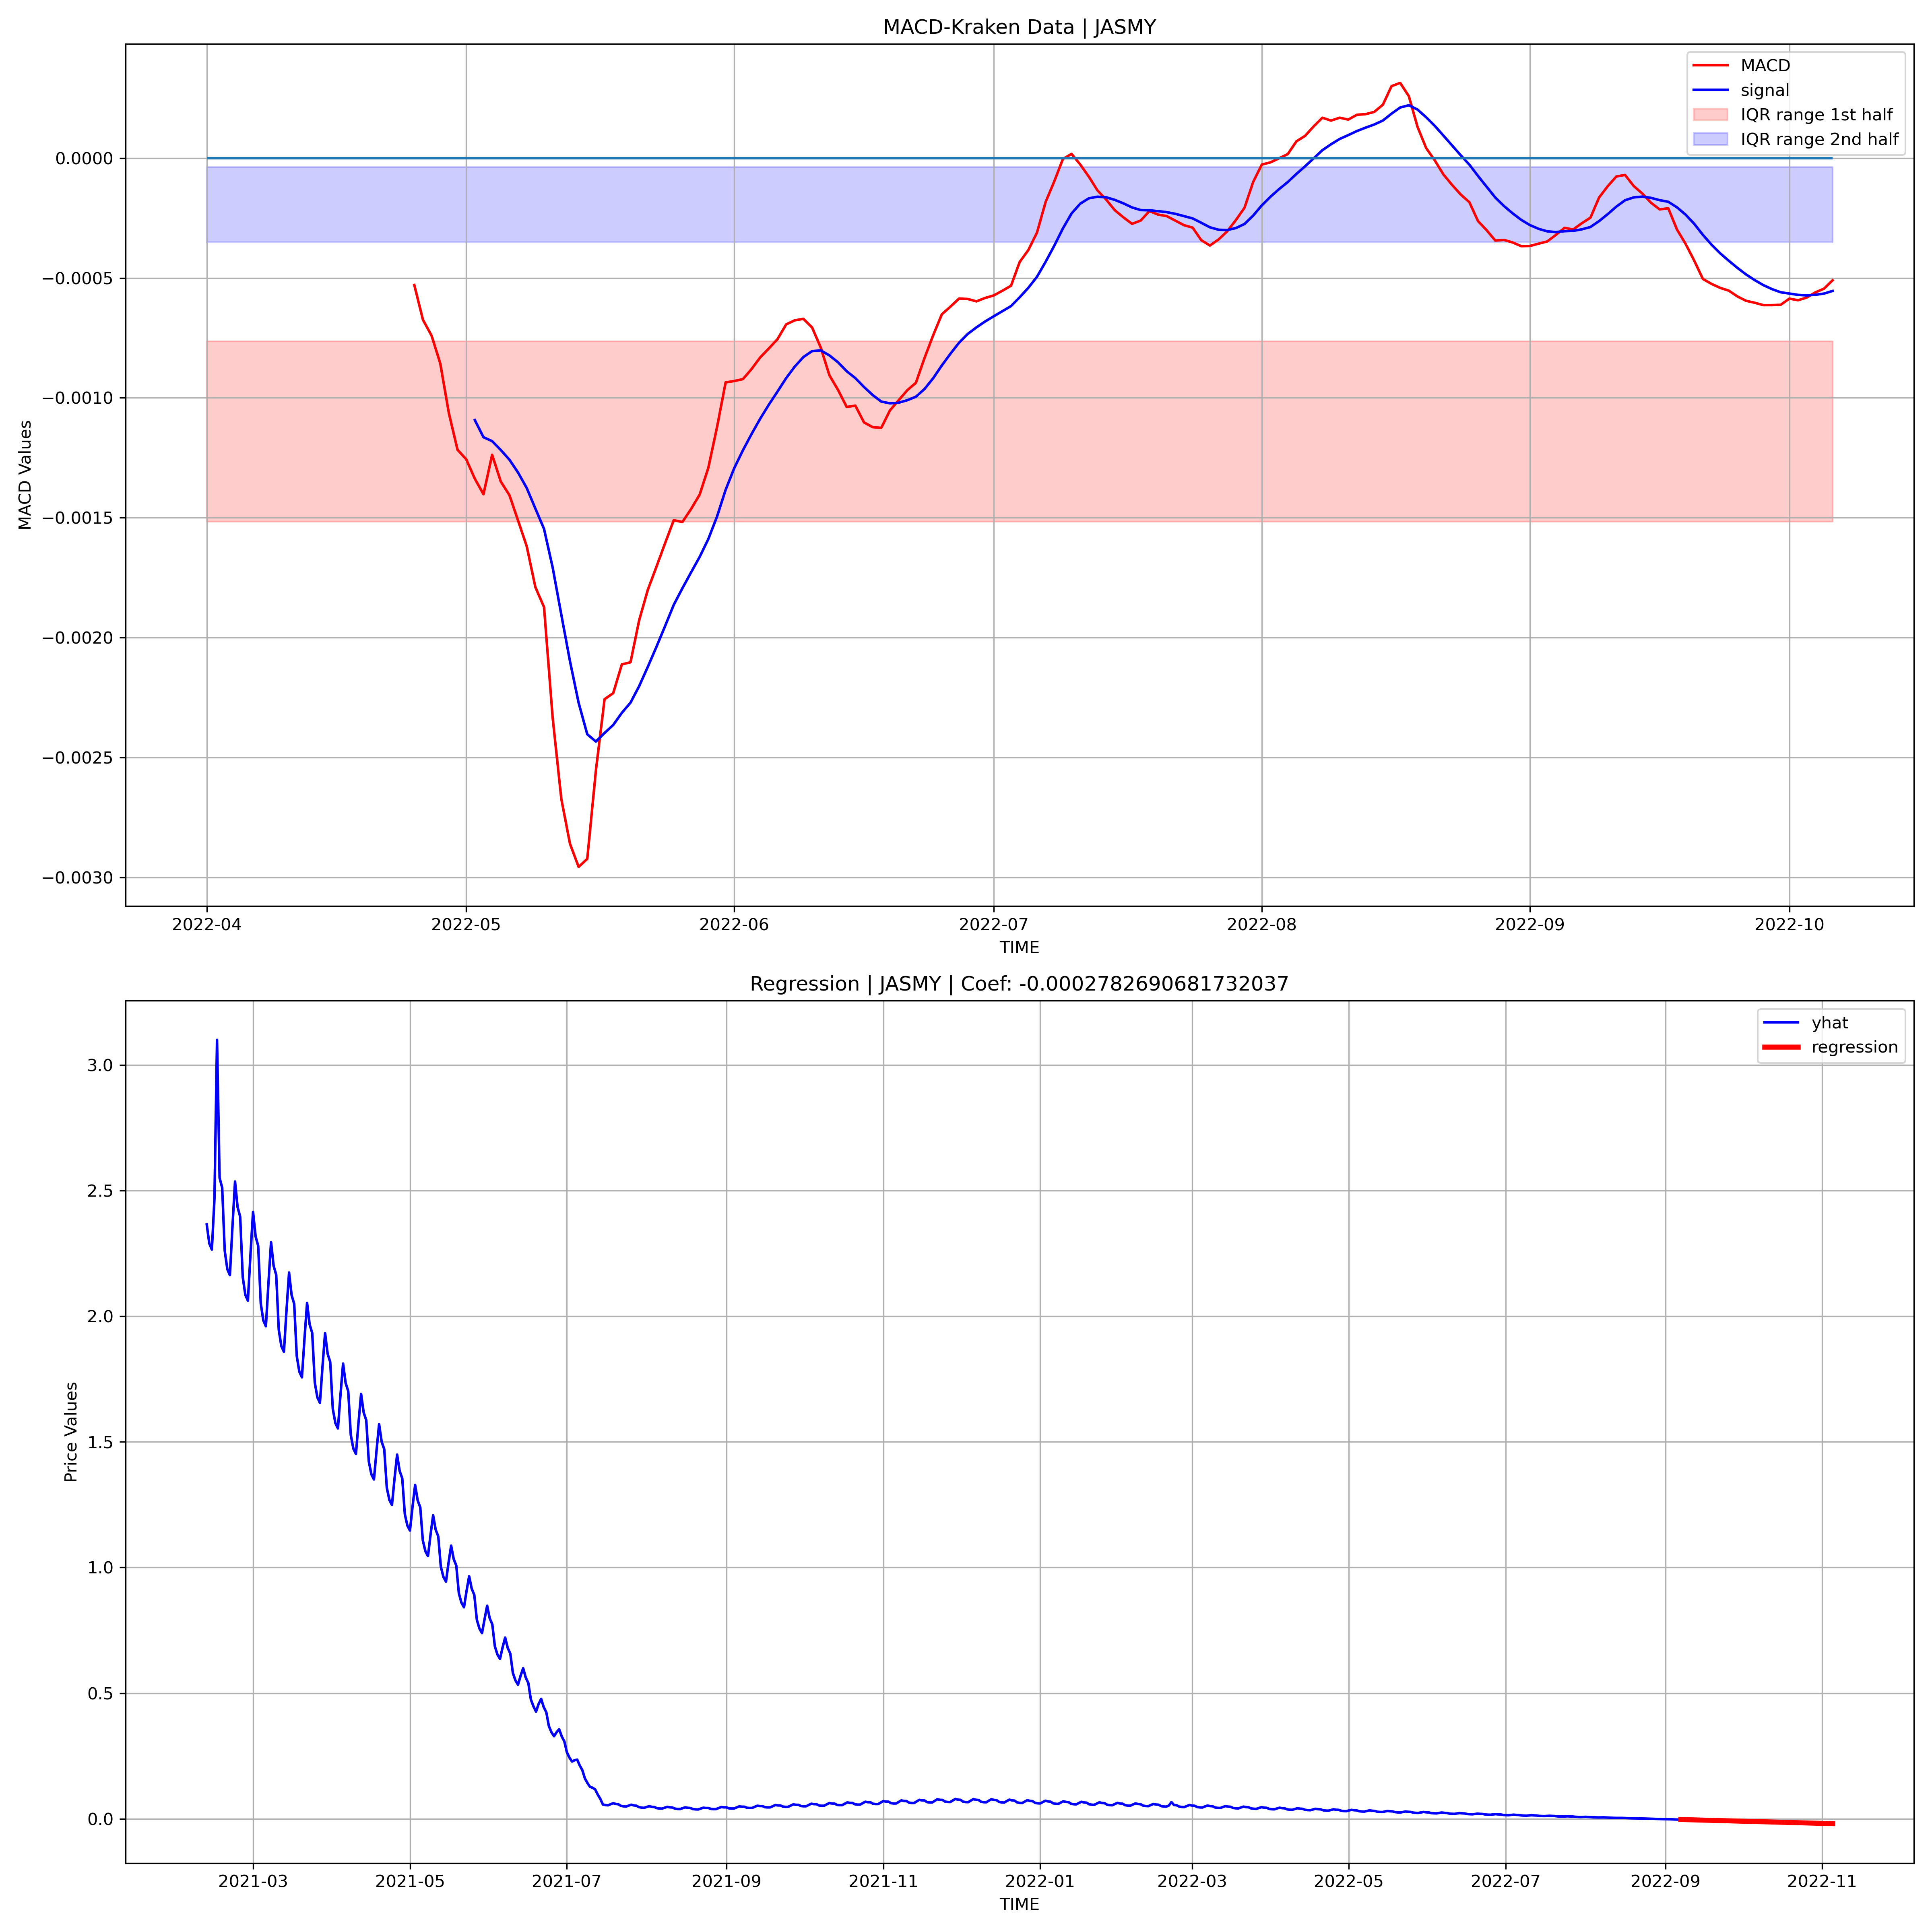 MACD-Kraken Data | JASMY
MACD
signal
IQR range 1st half
IQR range 2nd half
MACD Values
0.0000
−0.0005
−0.0010
−0.0015
−0.0020
−0.0025
−0.0030
2022-04 2022-05 2022-06 2022-07 2022-08 2022-09 2022-10
TIME
Regression | JASMY | Coef: -0.0002782690681732037
yhat
regression
Price Values
3.0
2.5
2.0
1.5
1.0
0.5
0.0
2021-03 2021-05 2021-07 2021-09 2021-11 2022-01 2022-03 2022-05 2022-07 2022-09 2022-11
TIME